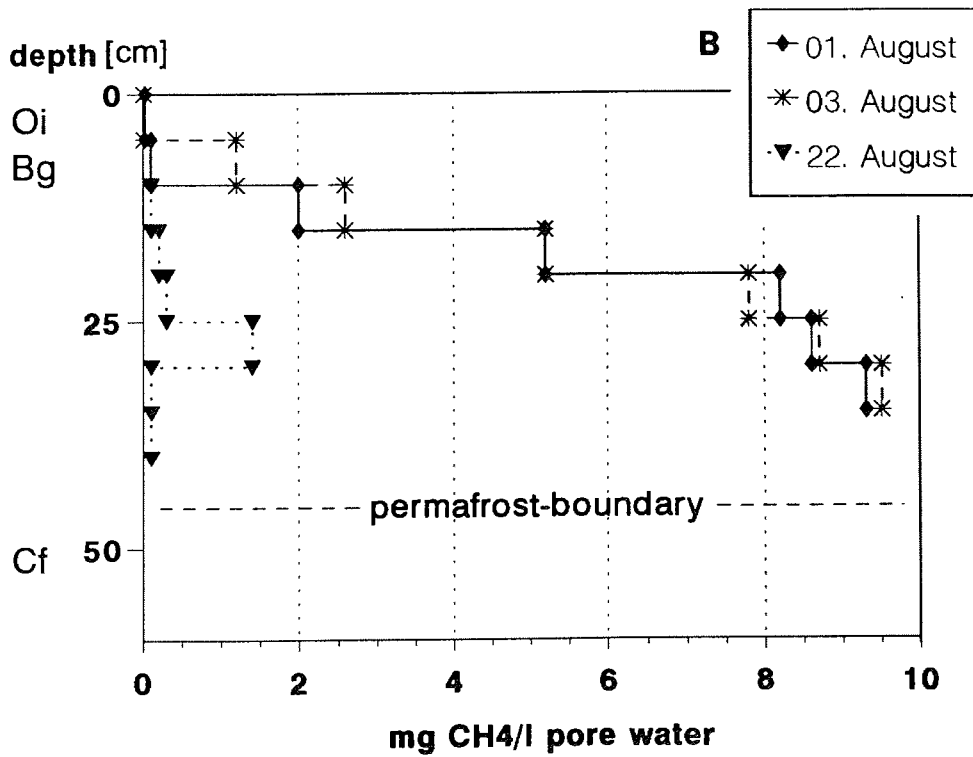 B
01. August
03. August
22. August
depth [cm]
0
Oi
Bg
25
permafrost-boundary
50
Cf
0 2 4 6 8 10
mg CH4/l pore water